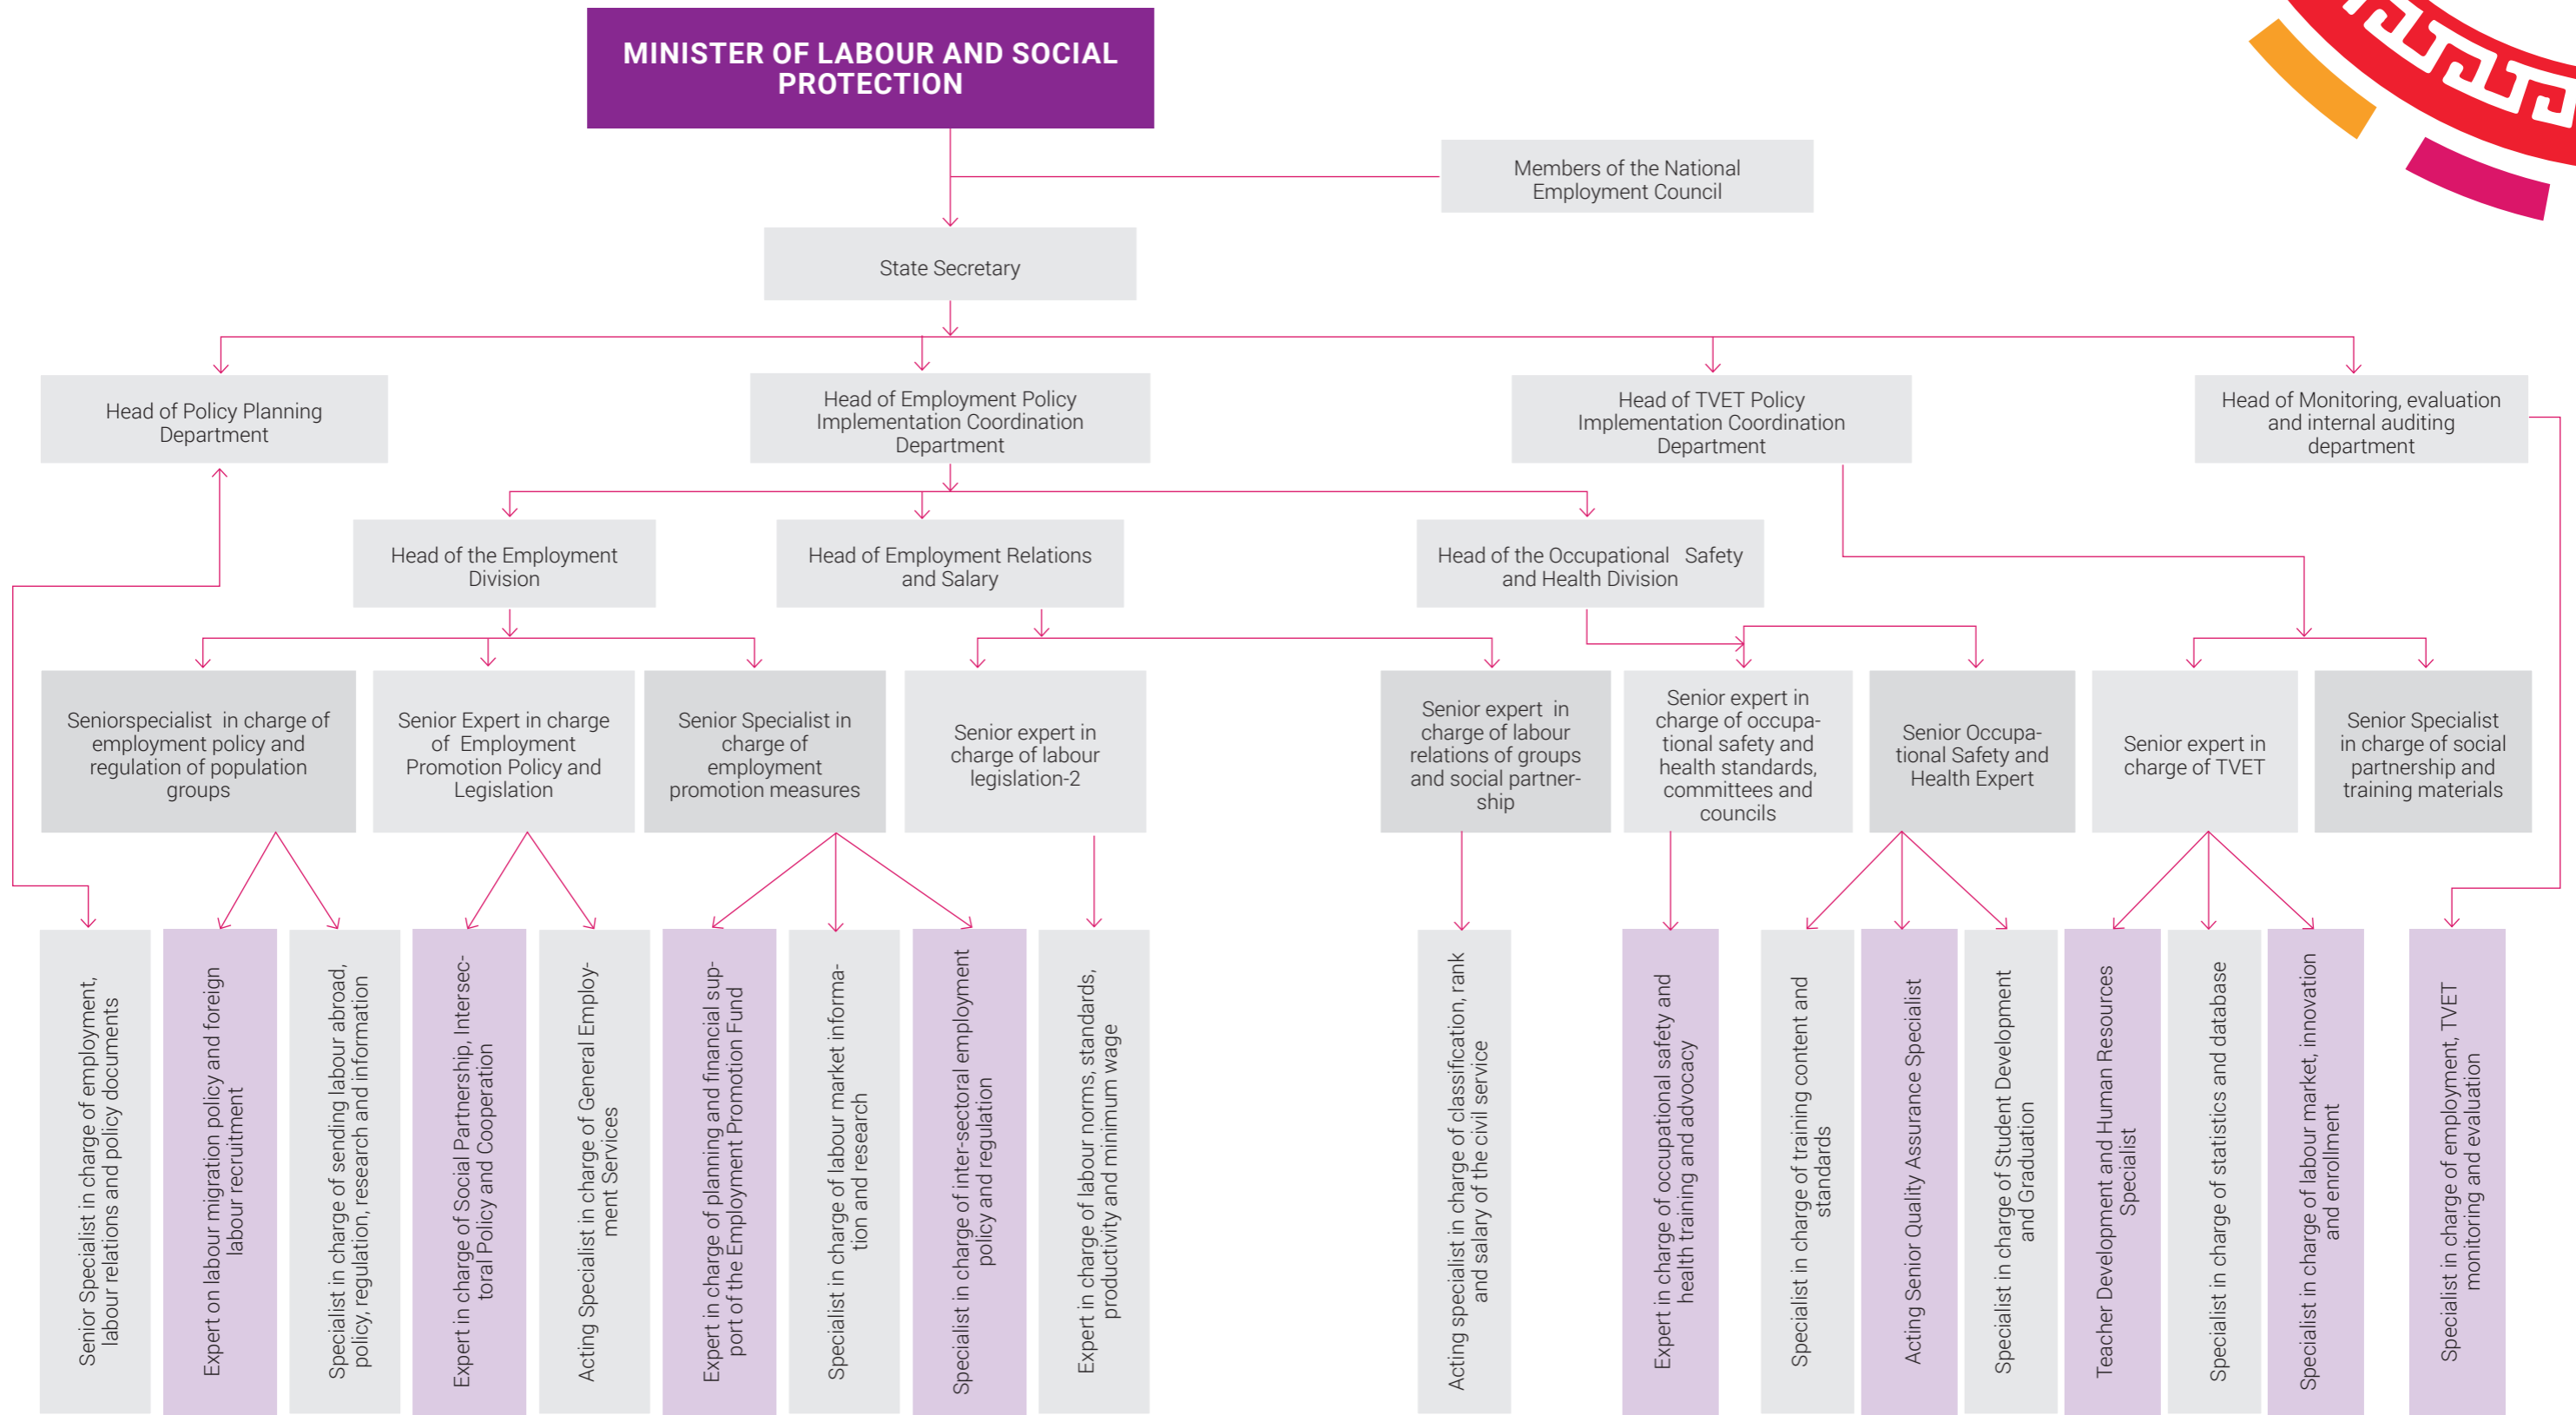 MINISTER OF LABOUR AND SOCIAL
PROTECTION
Members of the National
Employment Council
State Secretary
Head of Policy Planning
Department
Head of Employment Policy
Implementation Coordination
Department
Head of TVET Policy
Implementation Coordination
Department
Head of Monitoring, evaluation
and internal auditing
department
Head of the Employment
Division
Head of Employment Relations
and Salary
Head of the Occupational Safety
and Health Division
Seniorspecialist in charge of
employment policy and
regulation of population
groups
Senior Expert in charge
of Employment
Promotion Policy and
Legislation
Senior Specialist in
charge of
employment
promotion measures
Senior expert in
charge of labour
legislation-2
Senior expert in
charge of labour
relations of groups
and social partner-
ship
Senior expert in
charge of occupa-
tional safety and
health standards,
committees and
councils
Senior Occupa-
tional Safety and
Health Expert
Senior expert in
charge of TVET
Senior Specialist
in charge of social
partnership and
training materials
Senior Specialist in charge of employment,
labour relations and policy documents
Expert on labour migration policy and foreign
labour recruitment
Specialist in charge of sending labour abroad,
policy, regulation, research and information
Expert in charge of Social Partnership, Intersec-
toral Policy and Cooperation
Acting Specialist in charge of General Employ-
ment Services
Expert in charge of planning and financial sup-
port of the Employment Promotion Fund
Specialist in charge of labour market informa-
tion and research
Specialist in charge of inter-sectoral employment
policy and regulation
Expert in charge of labour norms, standards,
productivity and minimum wage
Acting specialist in charge of classification, rank
and salary of the civil service
Expert in charge of occupational safety and
health training and advocacy
Specialist in charge of training content and
standards
Acting Senior Quality Assurance Specialist
Specialist in charge of Student Development
and Graduation
Teacher Development and Human Resources
Specialist
Specialist in charge of statistics and database
Specialist in charge of labour market, innovation
and enrollment
Specialist in charge of employment, TVET
monitoring and evaluation